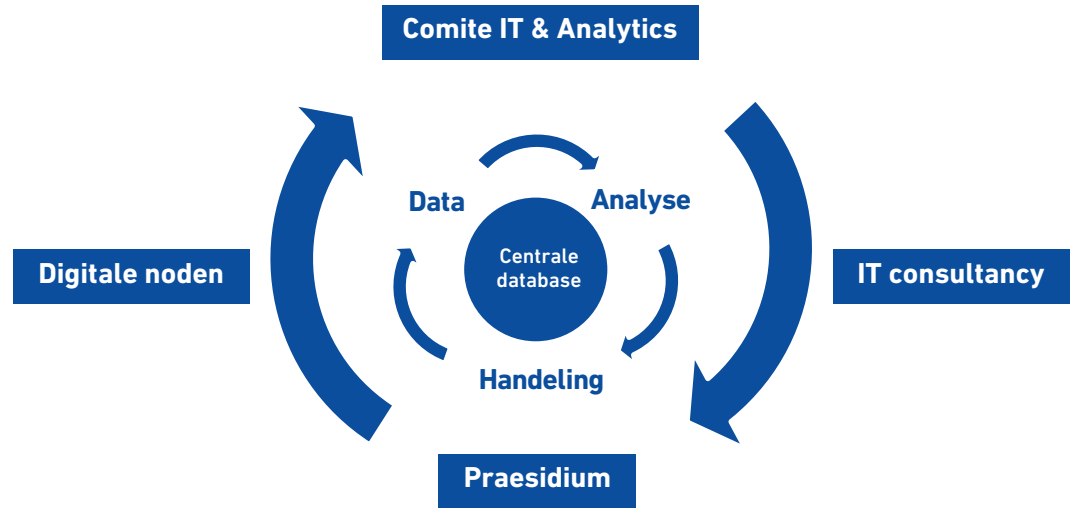 Comite IT & Analytics
Data
Analyse
Centrale
database
Digitale noden
IT consultancy
Handeling
Praesidium